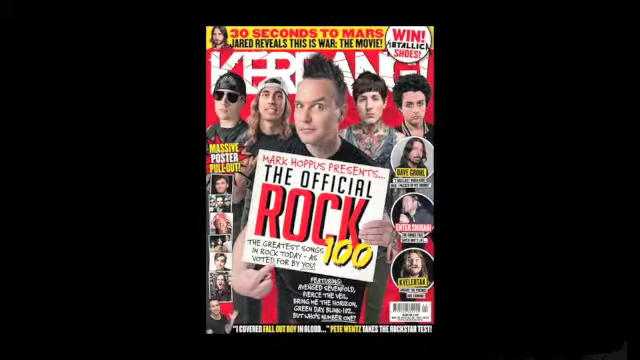 30 SECONDS TO MARS
JARED REVEALS THIS IS WAR: THE MOVIE!
WIN!
METALLICA
SHOES!
KERRANG!
MASSIVE
POSTER
PULL-OUT!
MARK HOPPUS PRESENTS...
THE OFFICIAL
ROCK
100
THE GREATEST SONGS
IN ROCK TODAY – AS
VOTED FOR BY YOU!
FEATURING:
AVENGED SEVENFOLD,
PIERCE THE VEIL,
BRING ME THE HORIZON,
GREEN DAY, BLINK-182...
BUT WHO'S NUMBER ONE?
DAVE GROHL
ENTER SHIKARI
"I COVERED FALL OUT BOY IN BLOOD..." PETE WENTZ TAKES THE ROCKSTAR TEST!